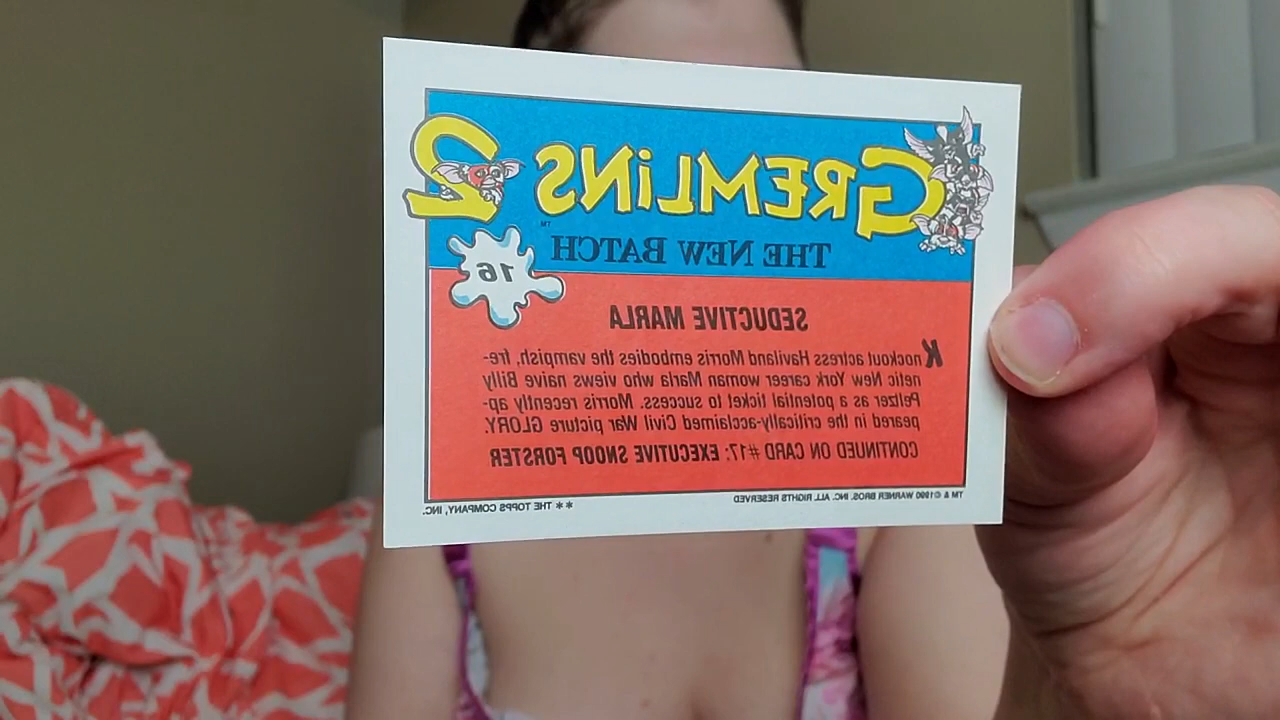 GREMLiNS 2
THE NEW BATCH ™
16
SEDUCTIVE MARLA
Knockout actress Haviland Morris embodies the vampish, fre-
netic New York career woman Marla who views naive Billy
Peltzer as a potential ticket to success. Morris recently ap-
peared in the critically-acclaimed Civil War picture GLORY.
CONTINUED ON CARD #17: EXECUTIVE SNOOP FORSTER
TM & © 1990 WARNER BROS. INC. ALL RIGHTS RESERVED
** THE TOPPS COMPANY, INC.